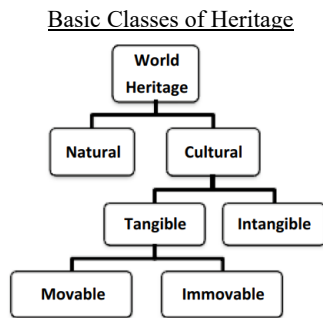 Basic Classes of Heritage
World
Heritage
Natural
Cultural
Tangible
Intangible
Movable
Immovable